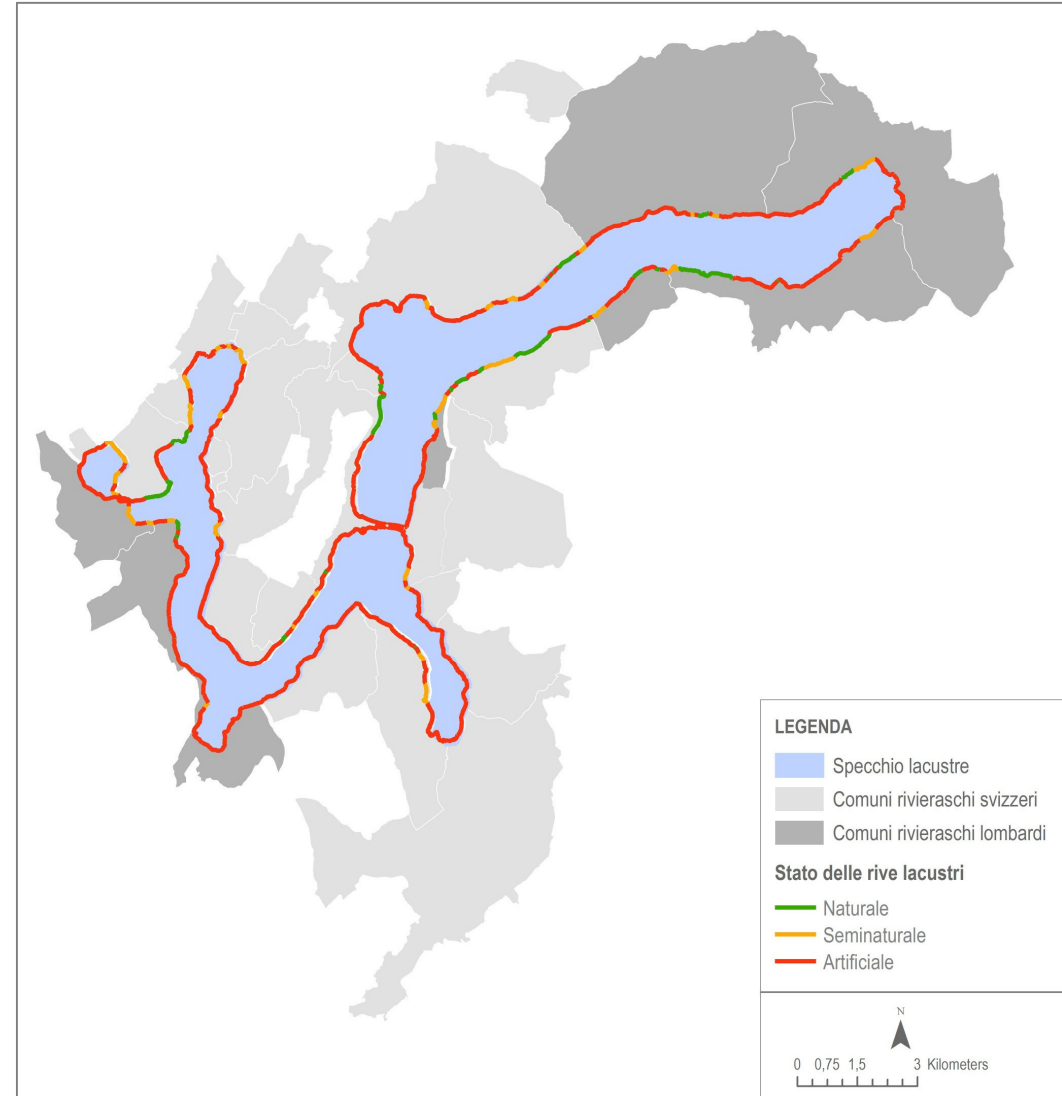 LEGENDA
Specchio lacustre
Comuni rivieraschi svizzeri
Comuni rivieraschi lombardi
Stato delle rive lacustri
Naturale
Seminaturale
Artificiale
N
0 0,75 1,5 3 Kilometers